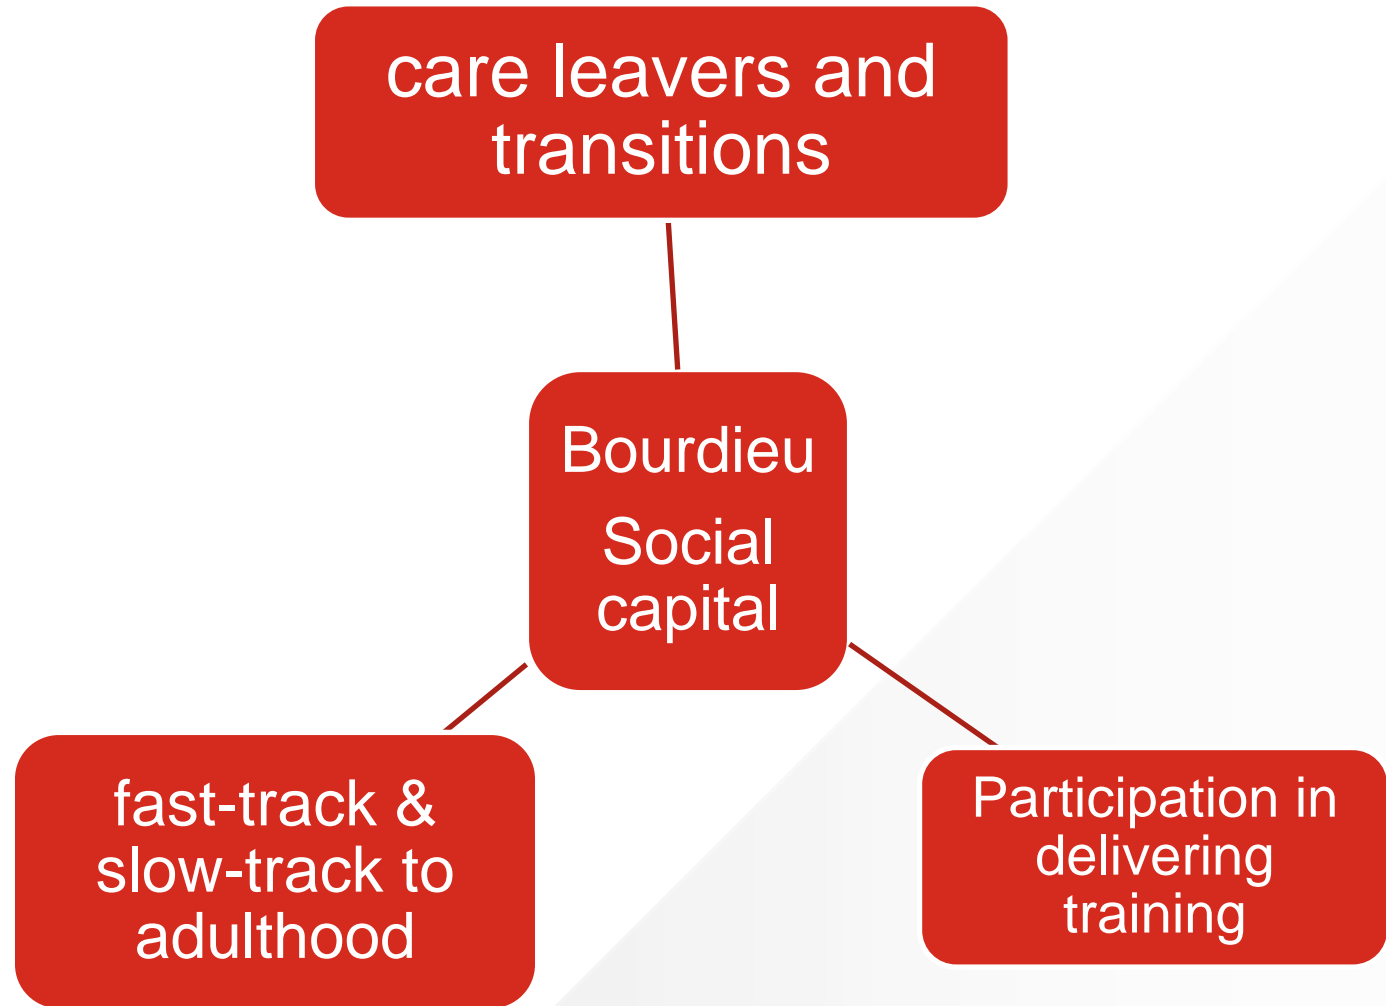 care leavers and
transitions
Bourdieu
Social
capital
fast-track &
slow-track to
adulthood
Participation in
delivering
training